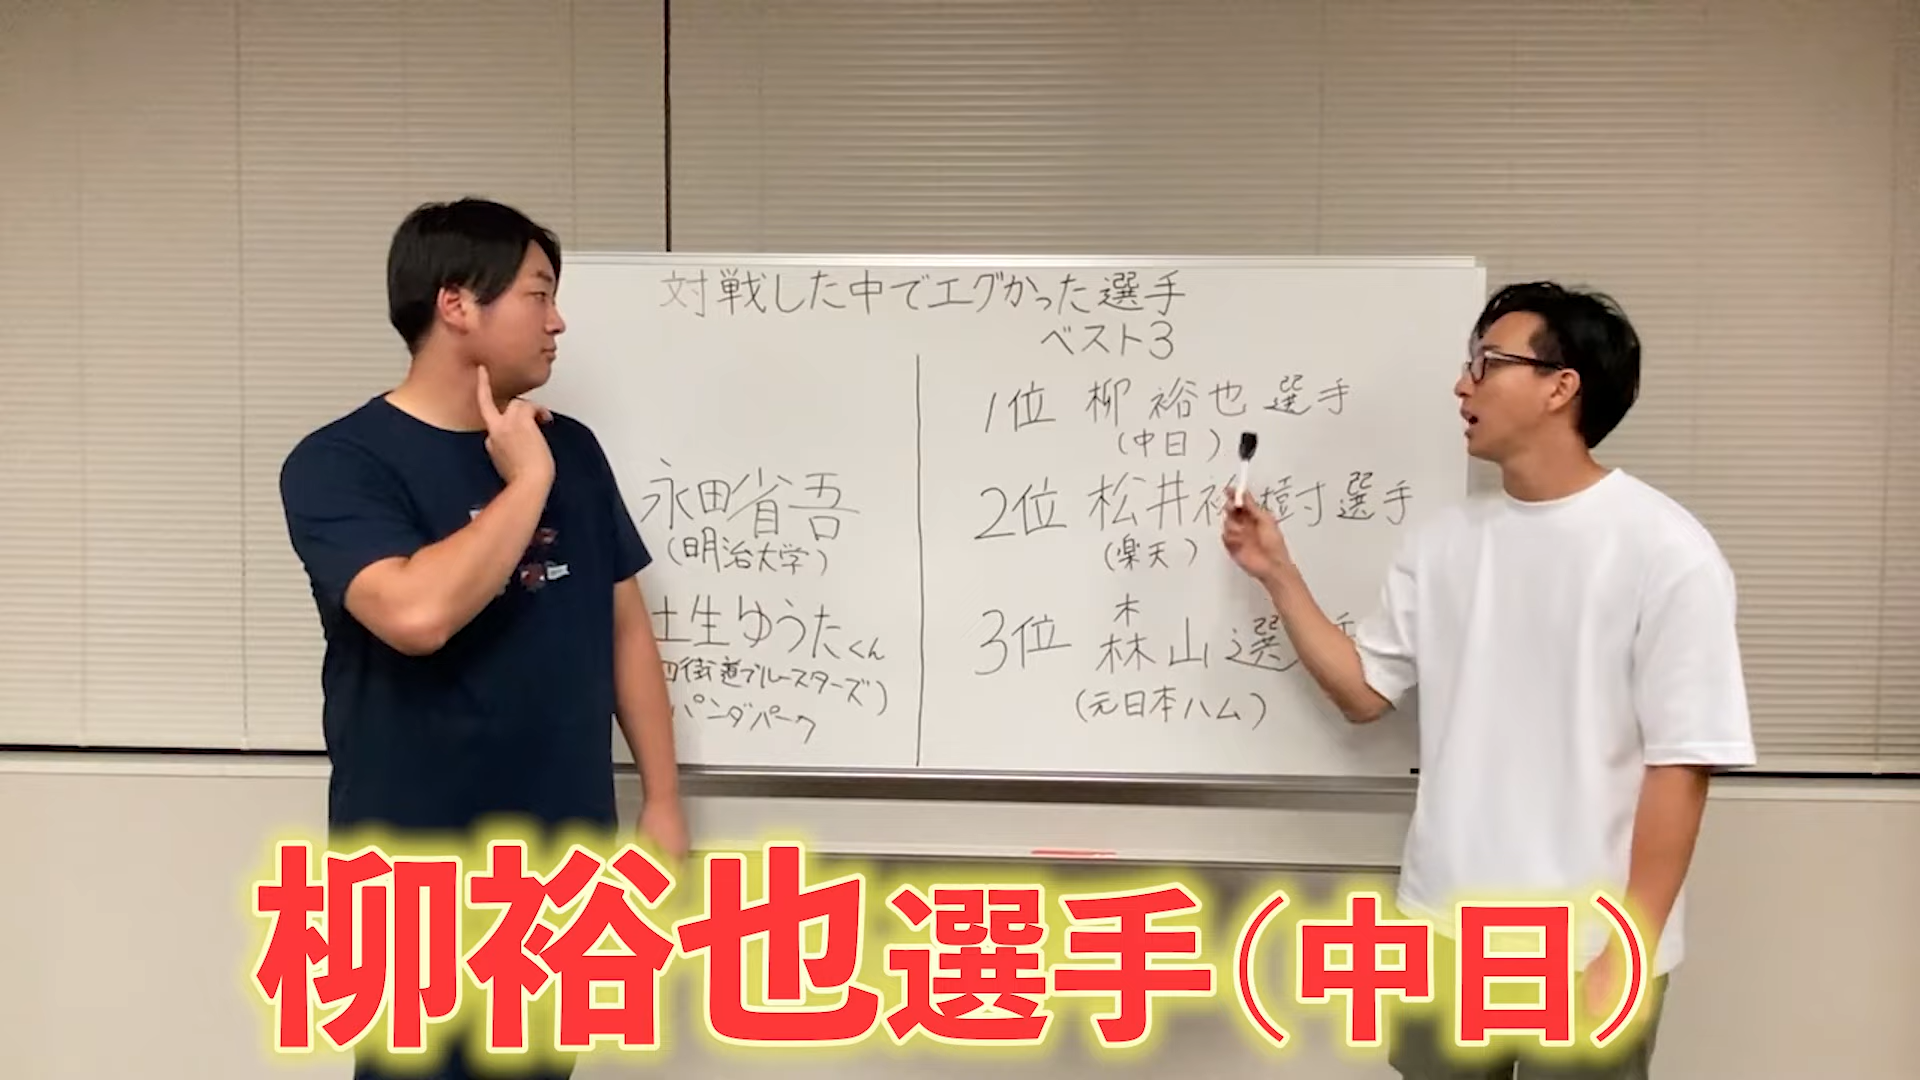 対戦した中でエグかった選手
ベスト3
永田省吾
(明治大学)
土生ゆうたくん
街道ブルースターズ)
パンダパーク
1位 柳 裕也 選手
(中日)
2位 松井裕樹選手
(楽天)
3位 森山選手
(元日本ハム)
柳裕也選手(中日)